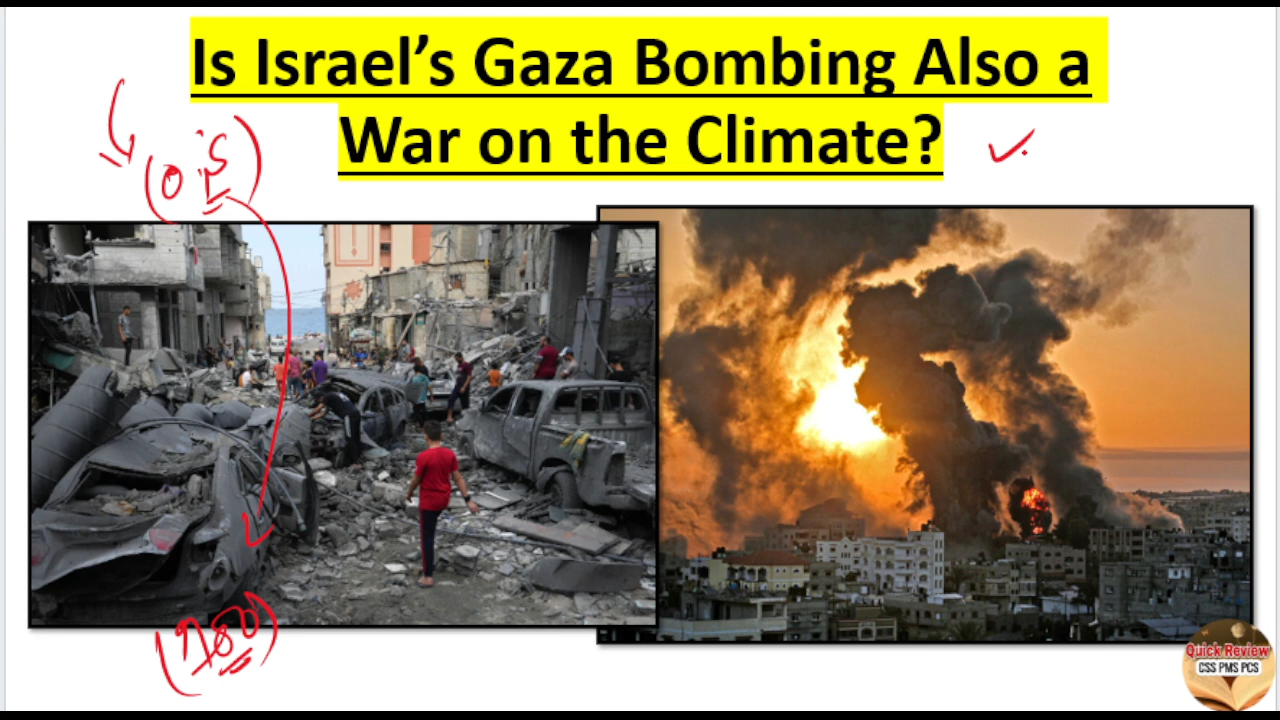 Is Israel's Gaza Bombing Also a
War on the Climate?
Quick Review
CSS PMS PCS